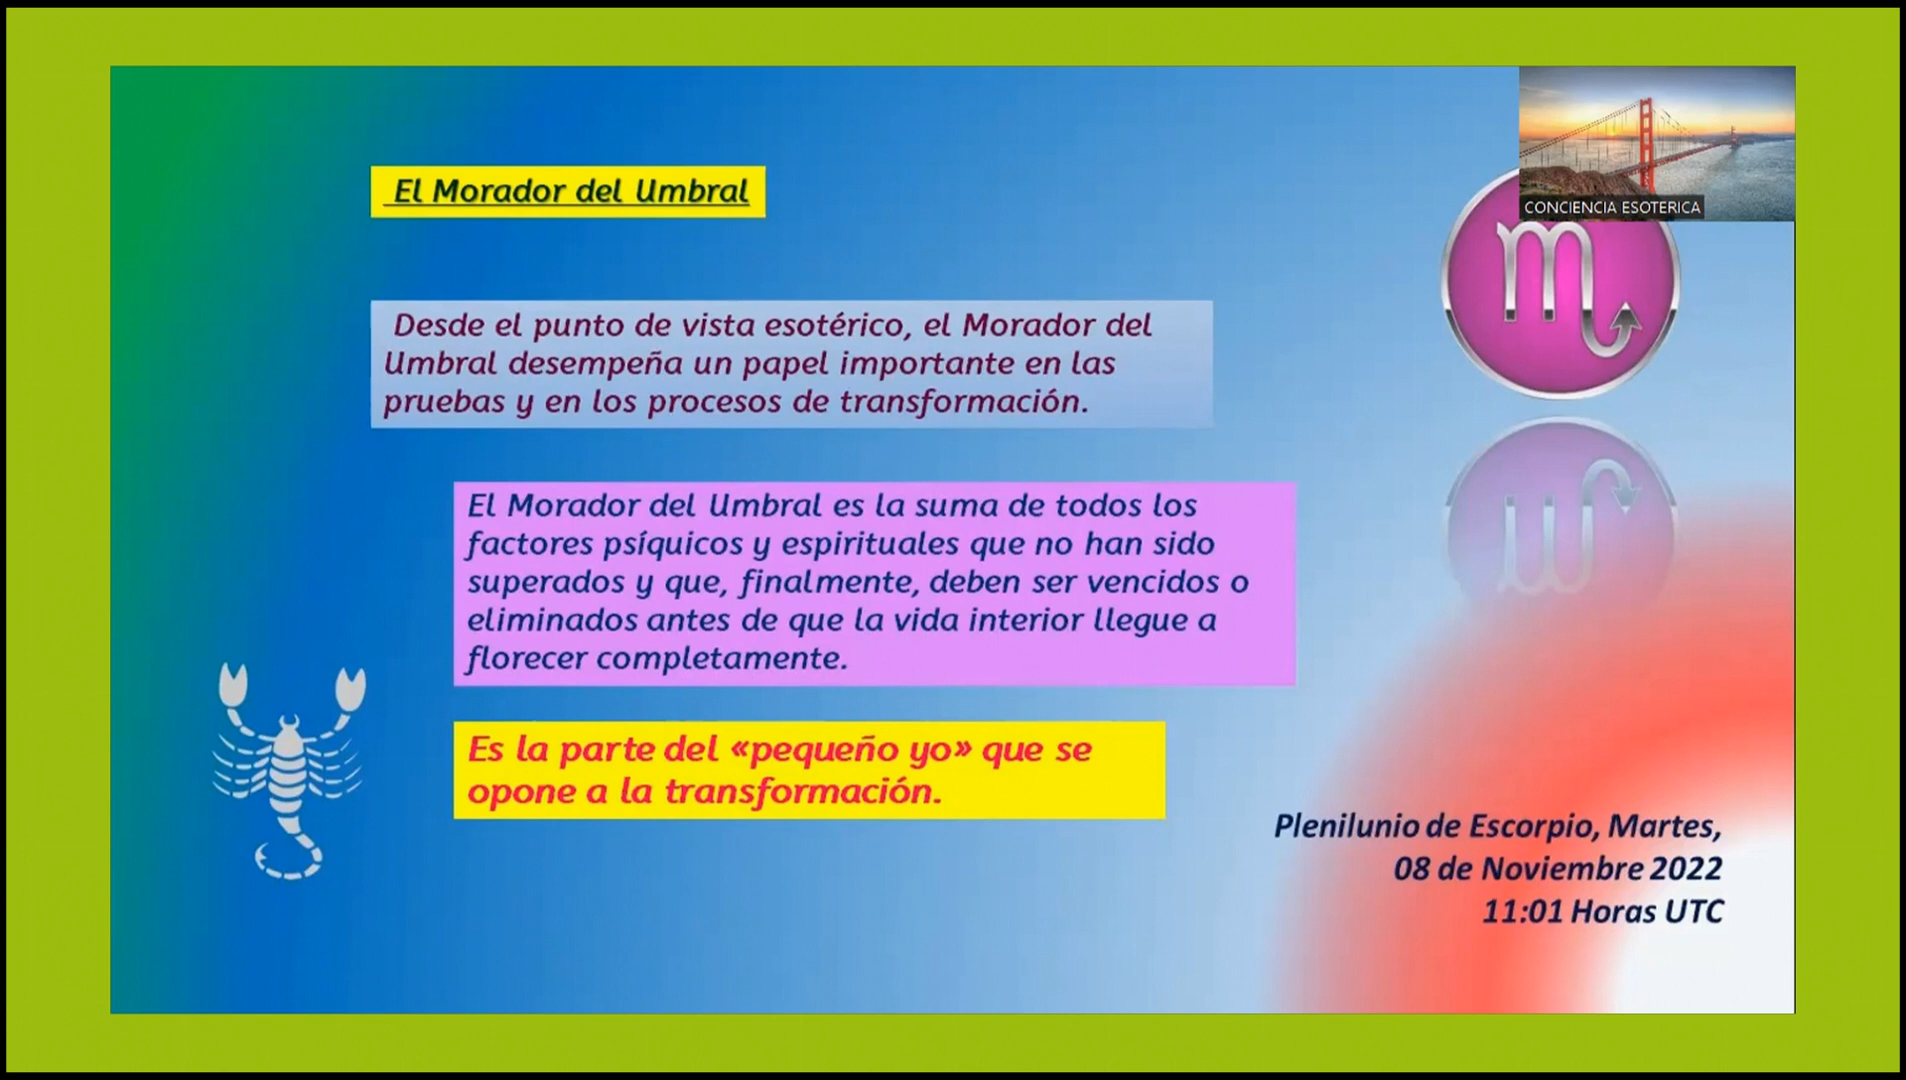 El Morador del Umbral
CONCIENCIA ESOTERICA
Desde el punto de vista esotérico, el Morador del
Umbral desempeña un papel importante en las
pruebas y en los procesos de transformación.
El Morador del Umbral es la suma de todos los
factores psíquicos y espirituales que no han sido
superados y que, finalmente, deben ser vencidos o
eliminados antes de que la vida interior llegue a
florecer completamente.
Es la parte del «pequeño yo» que se
opone a la transformación.
Plenilunio de Escorpio, Martes,
08 de Noviembre 2022
11:01 Horas UTC